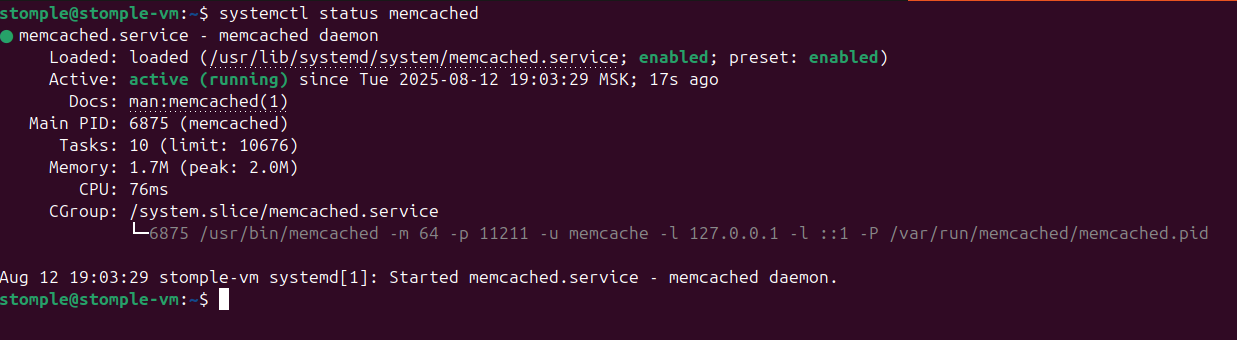 stomple@stomple-vm:~$ systemctl status memcached
● memcached.service - memcached daemon
     Loaded: loaded (/usr/lib/systemd/system/memcached.service; enabled; preset: enabled)
     Active: active (running) since Tue 2025-08-12 19:03:29 MSK; 17s ago
       Docs: man:memcached(1)
   Main PID: 6875 (memcached)
      Tasks: 10 (limit: 10676)
     Memory: 1.7M (peak: 2.0M)
        CPU: 76ms
     CGroup: /system.slice/memcached.service
             └─6875 /usr/bin/memcached -m 64 -p 11211 -u memcache -l 127.0.0.1 -l ::1 -P /var/run/memcached/memcached.pid

Aug 12 19:03:29 stomple-vm systemd[1]: Started memcached.service - memcached daemon.
stomple@stomple-vm:~$